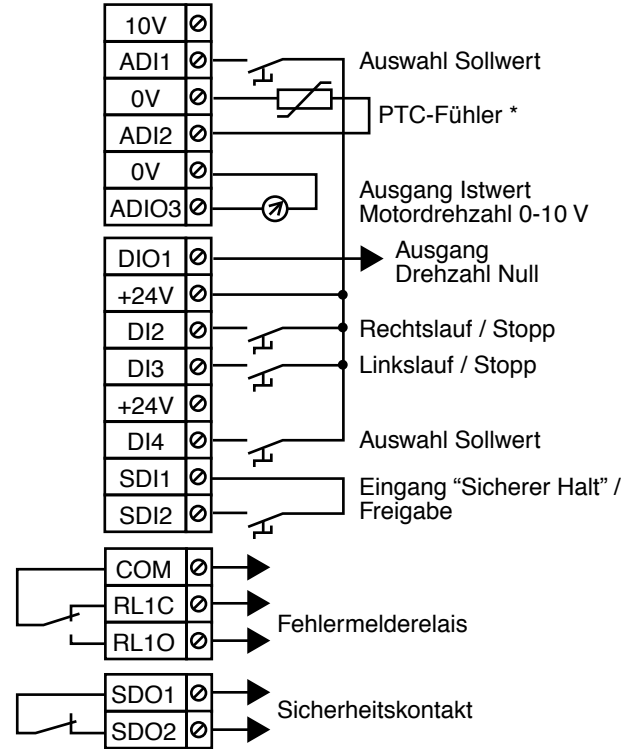 10V
ADI1 Auswahl Sollwert
0V
PTC-Fühler *
ADI2
0V
Ausgang Istwert
ADIO3 Motordrehzahl 0-10 V
DIO1 Ausgang
Drehzahl Null
+24V
DI2 Rechtslauf / Stopp
DI3 Linkslauf / Stopp
+24V
DI4 Auswahl Sollwert
SDI1 Eingang “Sicherer Halt” /
SDI2 Freigabe
COM
RL1C
Fehlermelderelais
RL1O
SDO1
Sicherheitskontakt
SDO2